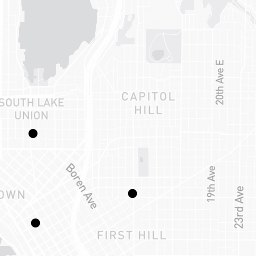 CAPITOL
HILL
SOUTH LAKE
UNION
20th Ave E
Boren Ave
19th Ave
23rd Ave
OWN
FIRST HILL